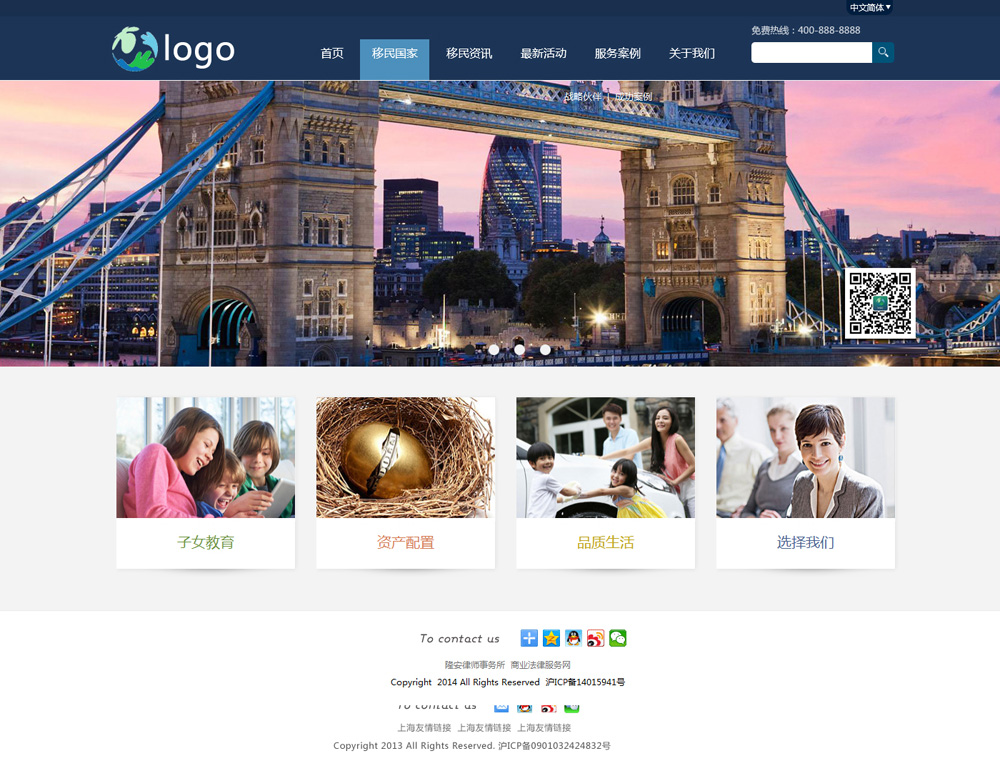 中文简体▼
免费热线：400-888-8888
logo
首页 移民国家 移民资讯 最新活动 服务案例 关于我们
战略伙伴 | 成功案例
子女教育 资产配置 品质生活 选择我们
To contact us
隆安律师事务所 商业法律服务网
Copyright 2014 All Rights Reserved 沪ICP备14015941号
To contact us
上海友情链接 上海友情链接 上海友情链接
Copyright 2013 All Rights Reserved. 沪ICP备0901032424832号